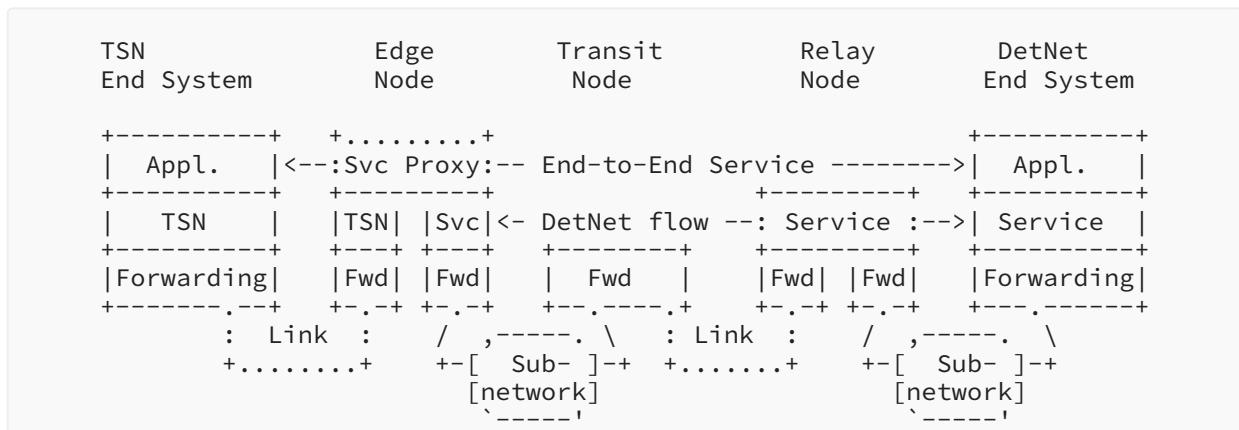 TSN Edge Transit Relay DetNet
End System Node Node Node End System
+----------+ +.........+ +----------+
| Appl. |<--:Svc Proxy:-- End-to-End Service -------->| Appl. |
+----------+ +---------+ +---------+ +----------+
| TSN | |TSN| |Svc|<- DetNet flow --: Service :-->| Service |
+----------+ +---+ +---+ +--------+ +---------+ +----------+
|Forwarding| |Fwd| |Fwd| | Fwd | |Fwd| |Fwd| |Forwarding|
+-------.--+ +-.-+ +-.-+ +--.----.+ +-.-+ +-.-+ +---.------+
: Link : / ,-----. \ : Link : / ,-----. \
+........+ +-[ Sub- ]-+ +.......+ +-[ Sub- ]-+
[network] [network]
`-----' `-----'